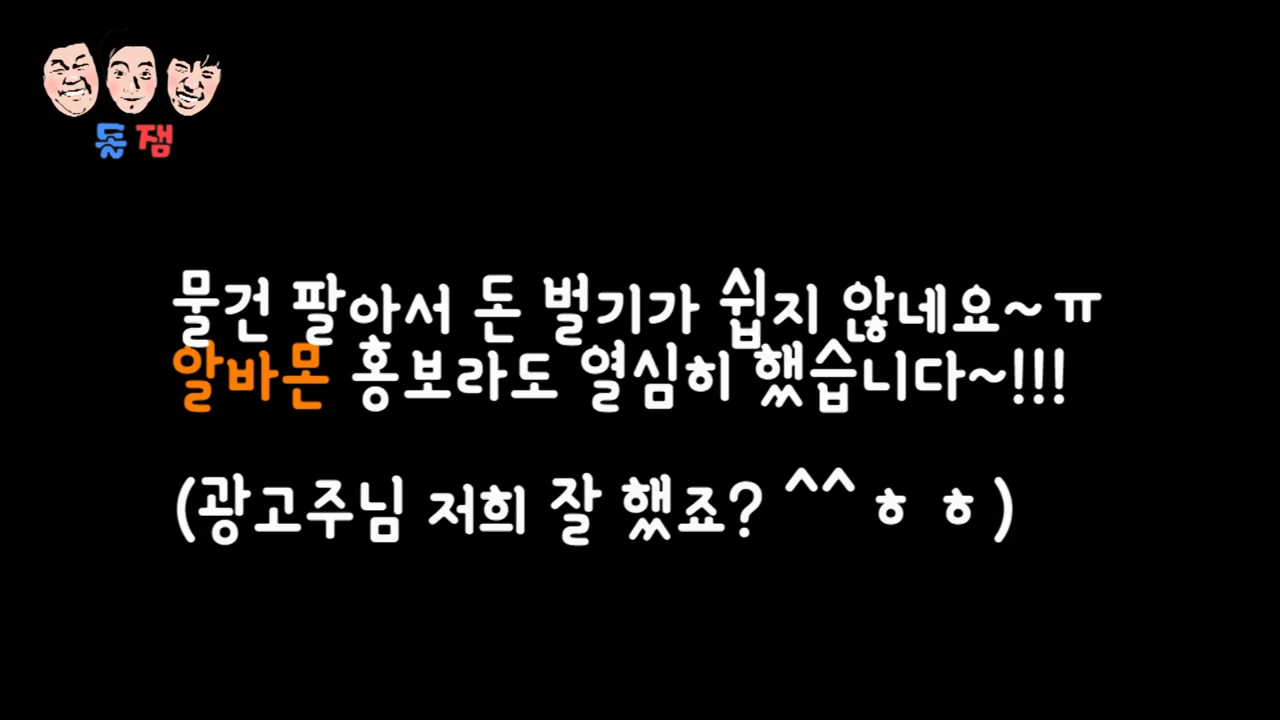 돌잼
물건 팔아서 돈 벌기가 쉽지 않네요~ㅠ
알바몬 홍보라도 열심히 했습니다~!!!
(광고주님 저희 잘 했죠? ^^ ㅎ ㅎ)